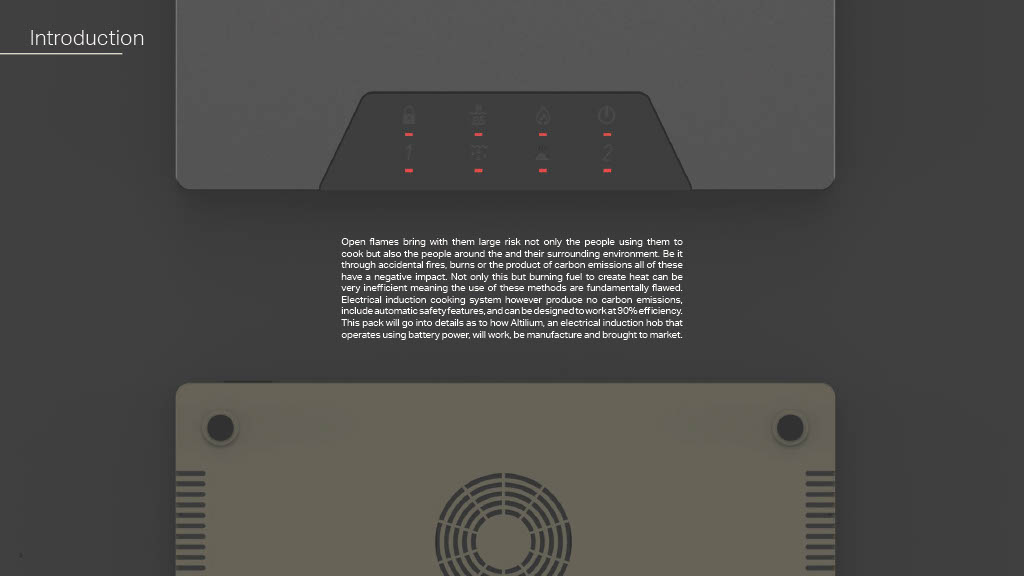 Introduction
1
2
Open flames bring with them large risk not only the people using them to
cook but also the people around the and their surrounding environment. Be it
through accidental fires, burns or the product of carbon emissions all of these
have a negative impact. Not only this but burning fuel to create heat can be
very inefficient meaning the use of these methods are fundamentally flawed.
Electrical induction cooking system however produce no carbon emissions,
include automatic safety features, and can be designed to work at 90% efficiency.
This pack will go into details as to how Altilium, an electrical induction hob that
operates using battery power, will work, be manufacture and brought to market.